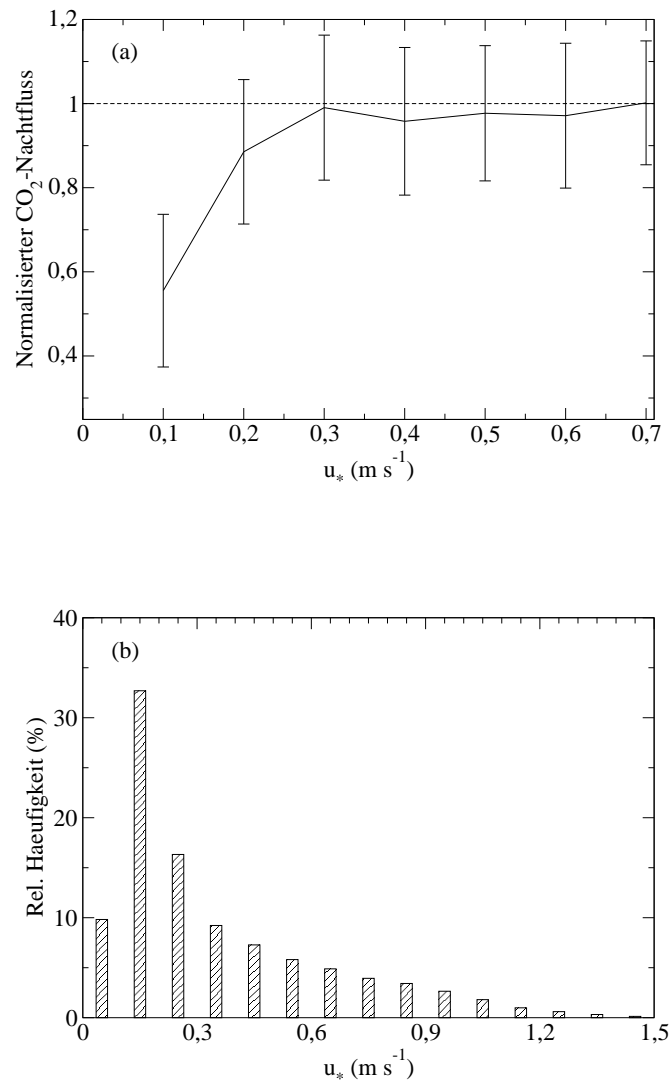 1,2
(a)
1
0,8
0,6
0,4
Normalisierter CO2-Nachtfluss
0 0,1 0,2 0,3 0,4 0,5 0,6 0,7
u* (m s-1)
40
(b)
30
20
10
0
Rel. Haeufigkeit (%)
0 0,3 0,6 0,9 1,2 1,5
u* (m s-1)